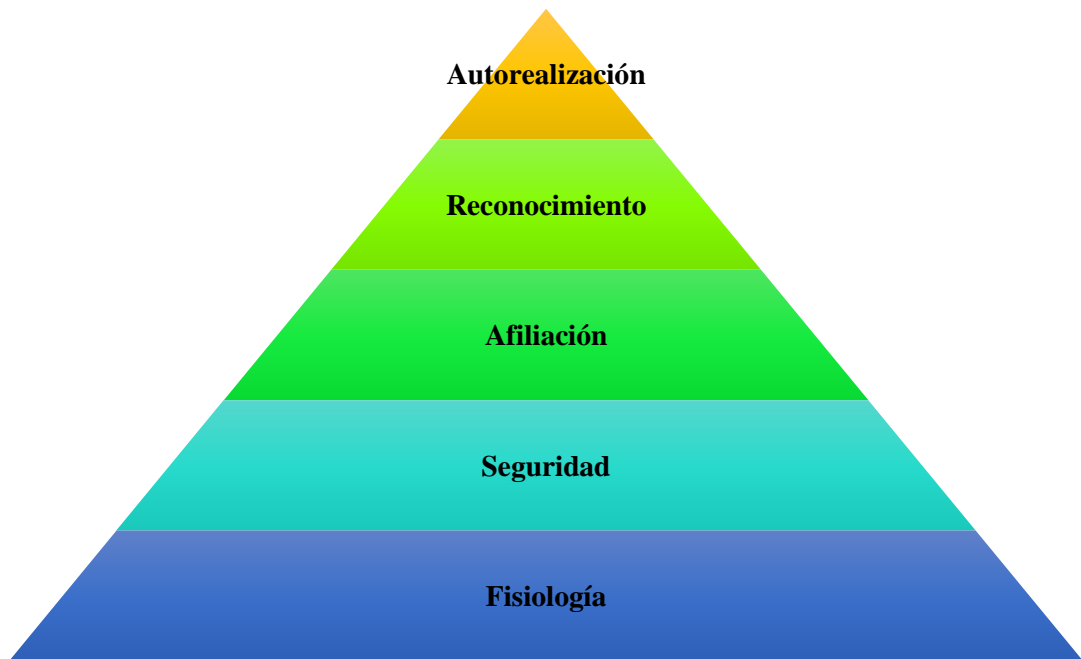 Autorealización
Reconocimiento
Afiliación
Seguridad
Fisiología